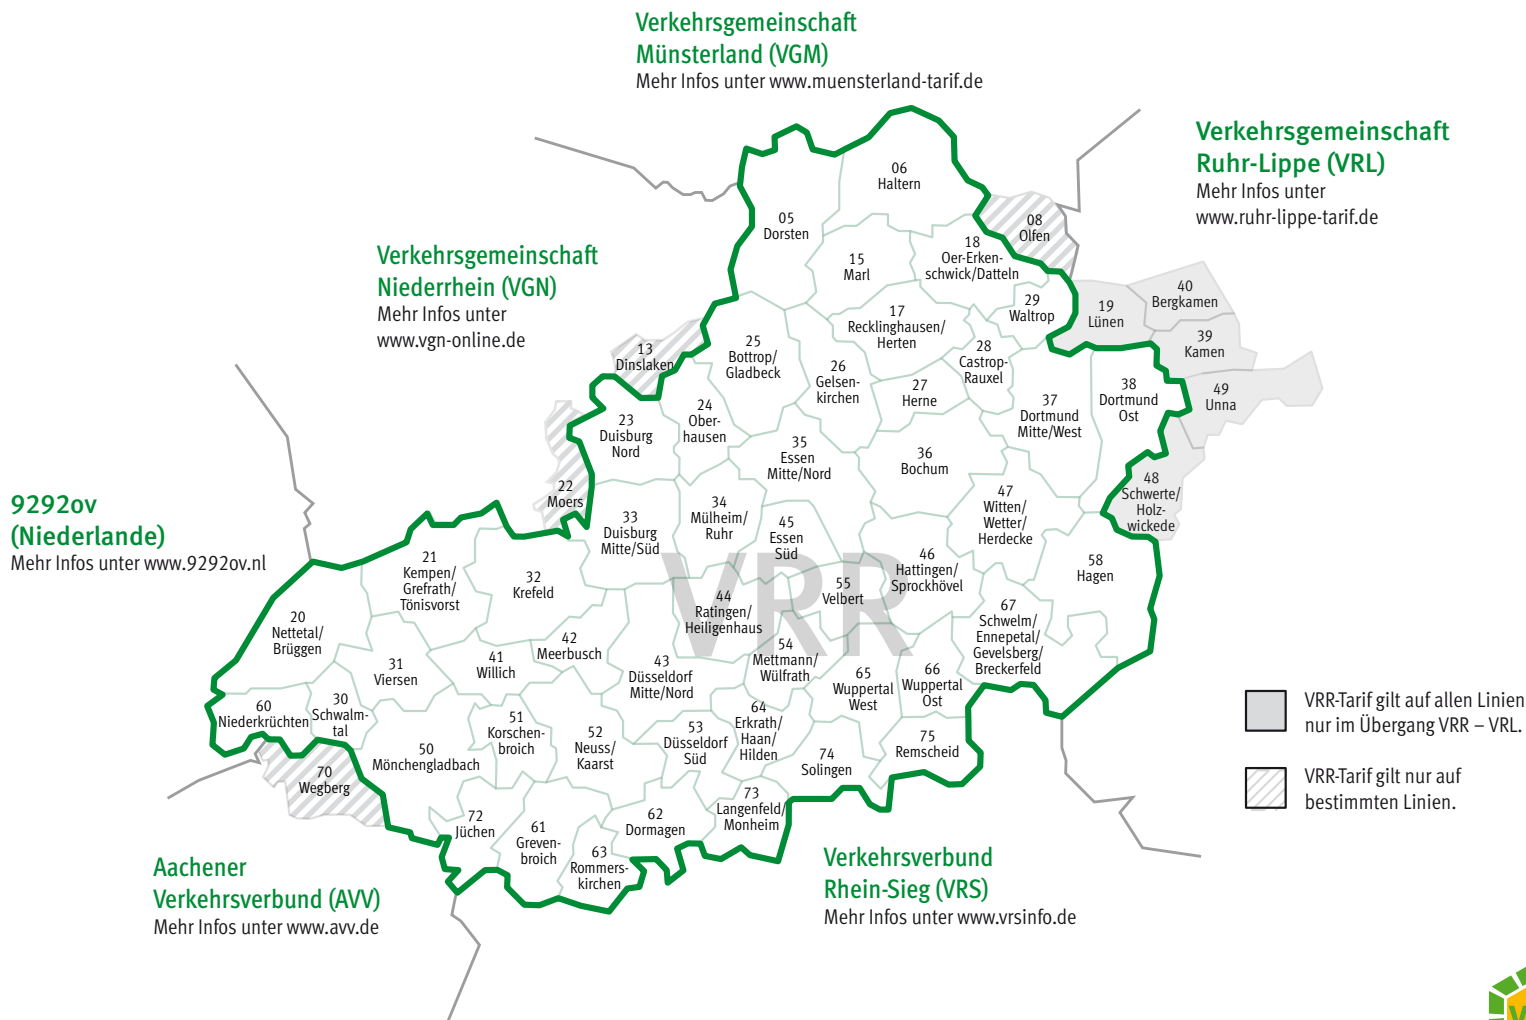 Verkehrsgemeinschaft
Münsterland (VGM)
Mehr Infos unter www.muensterland-tarif.de
Verkehrsgemeinschaft
Ruhr-Lippe (VRL)
Mehr Infos unter
www.ruhr-lippe-tarif.de
Verkehrsgemeinschaft
Niederrhein (VGN)
Mehr Infos unter
www.vgn-online.de
9292ov
(Niederlande)
Mehr Infos unter www.9292ov.nl
Aachener
Verkehrsverbund (AVV)
Mehr Infos unter www.avv.de
Verkehrsverbund
Rhein-Sieg (VRS)
Mehr Infos unter www.vrsinfo.de
VRR
06
Haltern
05
Dorsten
08
Olfen
18
Oer-Erken-
schwick/Datteln
15
Marl
29
Waltrop
19
Lünen
40
Bergkamen
17
Recklinghausen/
Herten
39
Kamen
13
Dinslaken
25
Bottrop/
Gladbeck
28
Castrop-
Rauxel
26
Gelsen-
kirchen
27
Herne
38
Dortmund
Ost
49
Unna
24
Ober-
hausen
37
Dortmund
Mitte/West
23
Duisburg
Nord
35
Essen
Mitte/Nord
36
Bochum
22
Moers
48
Schwerte/
Holz-
wickede
34
Mülheim/
Ruhr
47
Witten/
Wetter/
Herdecke
33
Duisburg
Mitte/Süd
45
Essen
Süd
21
Kempen/
Grefrath/
Tönisvorst
32
Krefeld
46
Hattingen/
Sprockhövel
58
Hagen
55
Velbert
44
Ratingen/
Heiligenhaus
20
Nettetal/
Brüggen
67
Schwelm/
Ennepetal/
Gevelsberg/
Breckerfeld
42
Meerbusch
54
Mettmann/
Wülfrath
31
Viersen
41
Willich
43
Düsseldorf
Mitte/Nord
65
Wuppertal
West
66
Wuppertal
Ost
60
Niederkrüchten
30
Schwalm-
tal
51
Korschen-
broich
52
Neuss/
Kaarst
53
Düsseldorf
Süd
64
Erkrath/
Haan/
Hilden
75
Remscheid
50
Mönchengladbach
74
Solingen
70
Wegberg
73
Langenfeld/
Monheim
72
Jüchen
61
Greven-
broich
62
Dormagen
63
Rommers-
kirchen
VRR-Tarif gilt auf allen Linien
nur im Übergang VRR – VRL.
VRR-Tarif gilt nur auf
bestimmten Linien.